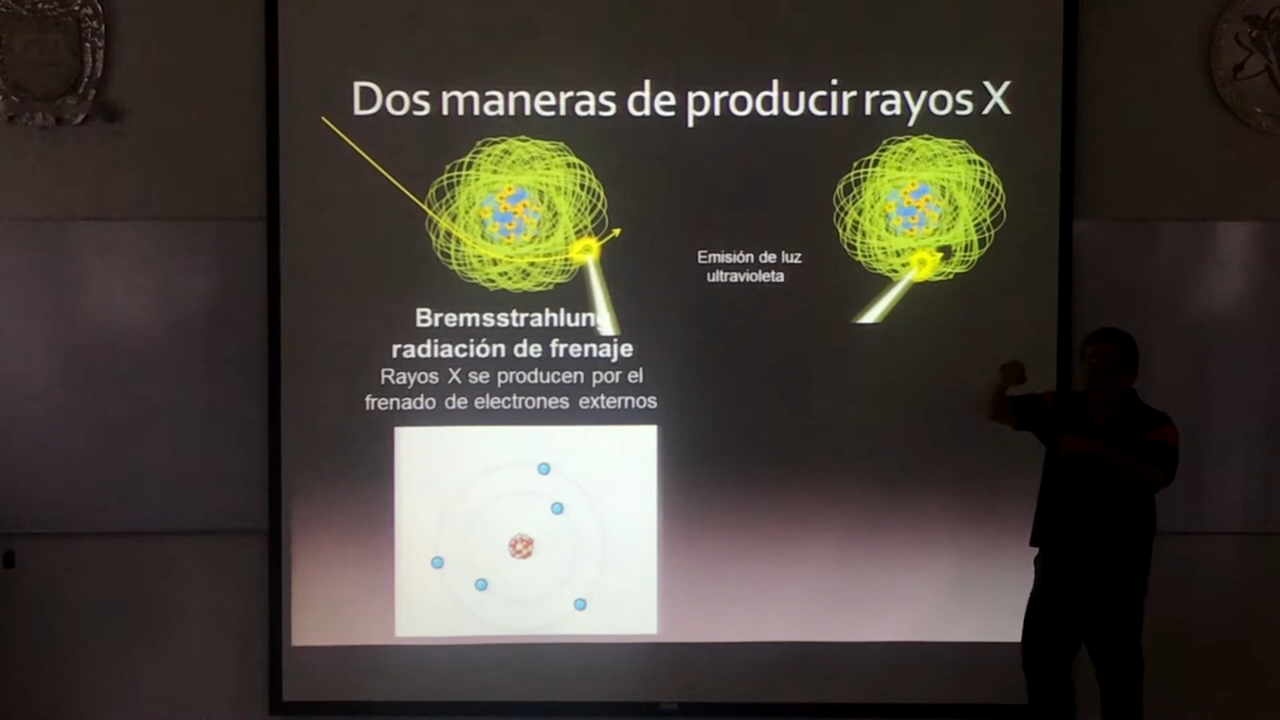 Dos maneras de producir rayos X
Emisión de luz
ultravioleta
Bremsstrahlung
radiación de frenaje
Rayos X se producen por el
frenado de electrones externos